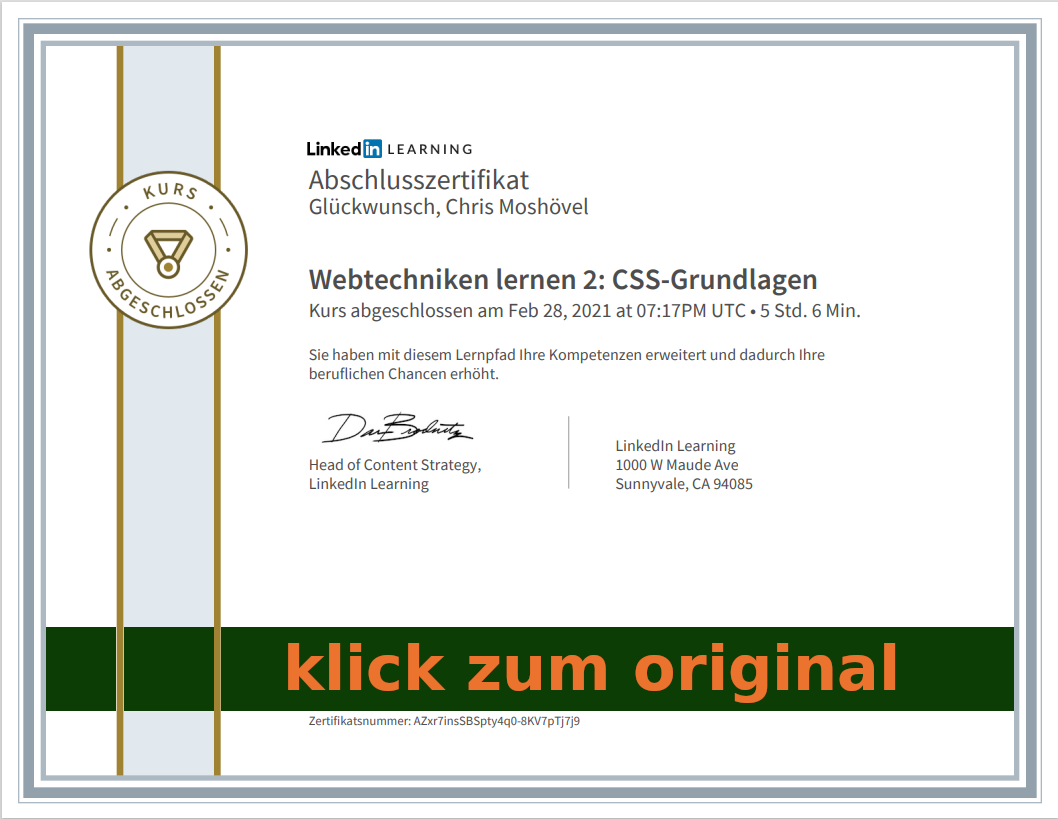 Linked in LEARNING
Abschlusszertifikat
Glückwunsch, Chris Moshövel
KURS
ABGESCHLOSSEN
Webtechniken lernen 2: CSS-Grundlagen
Kurs abgeschlossen am Feb 28, 2021 at 07:17PM UTC • 5 Std. 6 Min.
Sie haben mit diesem Lernpfad Ihre Kompetenzen erweitert und dadurch Ihre
beruflichen Chancen erhöht.
Head of Content Strategy,
LinkedIn Learning
LinkedIn Learning
1000 W Maude Ave
Sunnyvale, CA 94085
klick zum original
Zertifikatsnummer: AZxr7insSBSpty4q0-8KV7pTj7j9